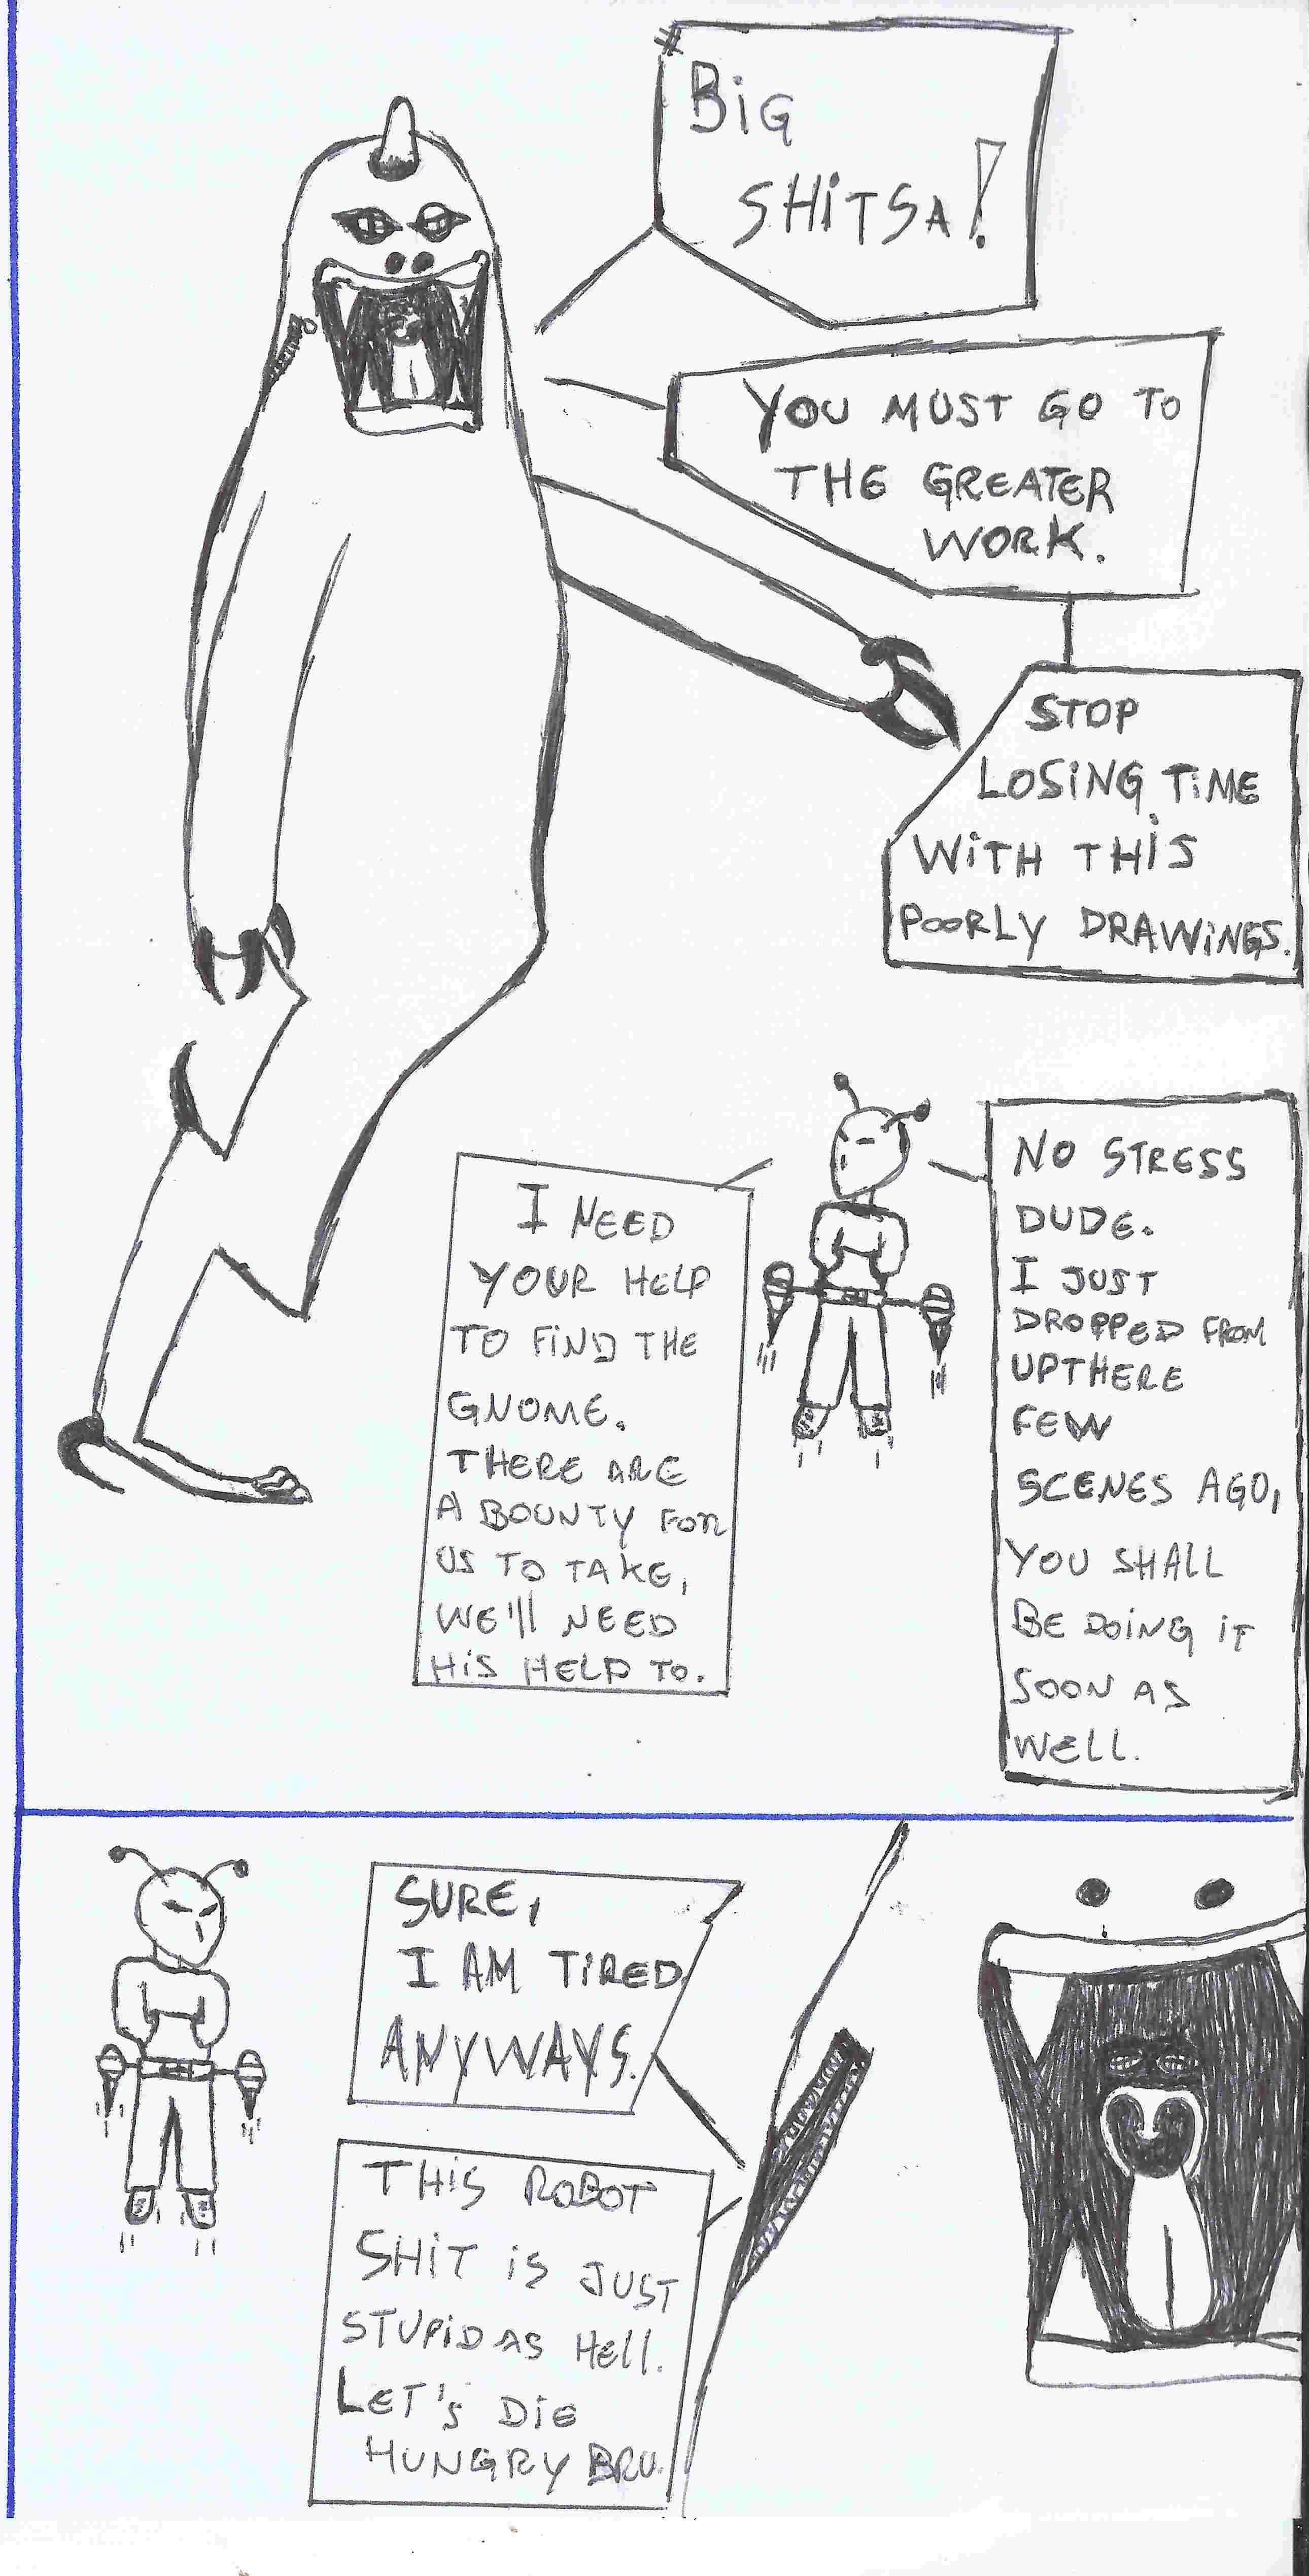 BiG
SHiTSA!
YOU MUST GO TO
THE GREATER
WORK.
STOP
LOSiNG TiME
WiTH THiS
POORLY DRAWiNGS.
NO STRESS
DUDE.
I JUST
DROPPED FROM
UPTHERE
FEW
SCENES AGO,
YOU SHALL
BE DOiNG iT
SOON AS
WELL.
I NEED
YOUR HELP
TO FiND THE
GNOME.
THERE ARE
A BOUNTY FOR
US TO TAKE,
WE'll NEED
HiS HELP TO.
SURE,
I AM TiRED
ANYWAYS.
THiS ROBOT
SHiT iS JUST
STUPiD AS HEll.
LET'S DiE
HUNGRY BRU.